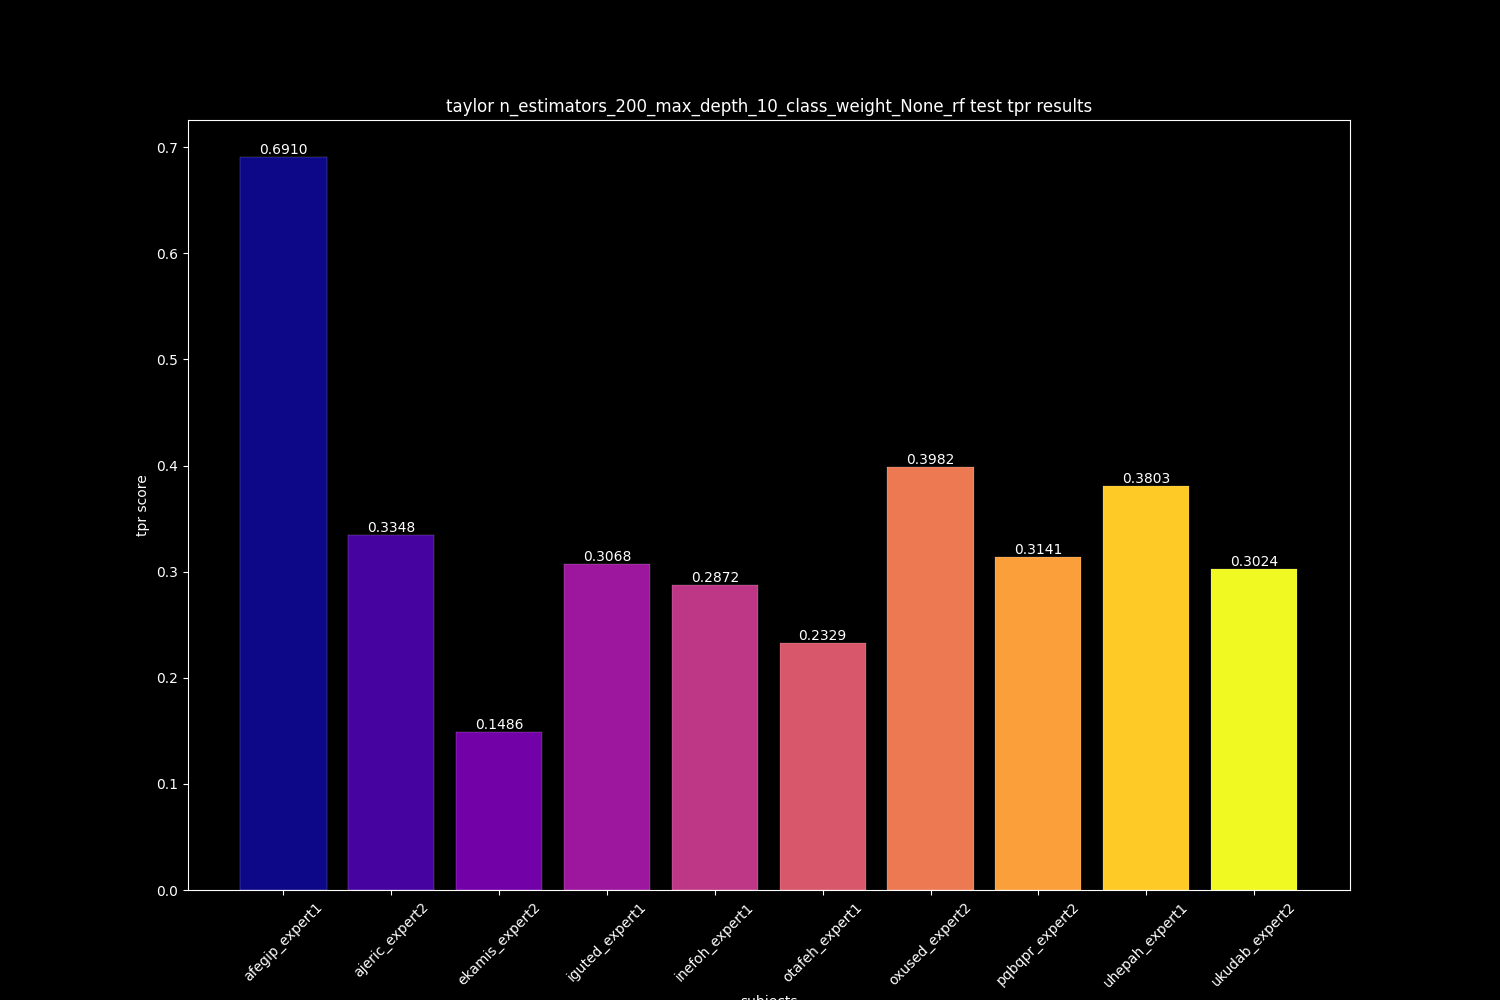 taylor n_estimators_200_max_depth_10_class_weight_None_rf test tpr results
0.7
0.6
0.5
0.4
0.3
0.2
0.1
0.0
tpr score
0.6910
0.3348
0.1486
0.3068
0.2872
0.2329
0.3982
0.3141
0.3803
0.3024
afegip_expert1
ajeric_expert2
ekamis_expert2
iguted_expert1
inefoh_expert1
otafeh_expert1
oxused_expert2
pqbqpr_expert2
uhepah_expert1
ukudab_expert2
subjects